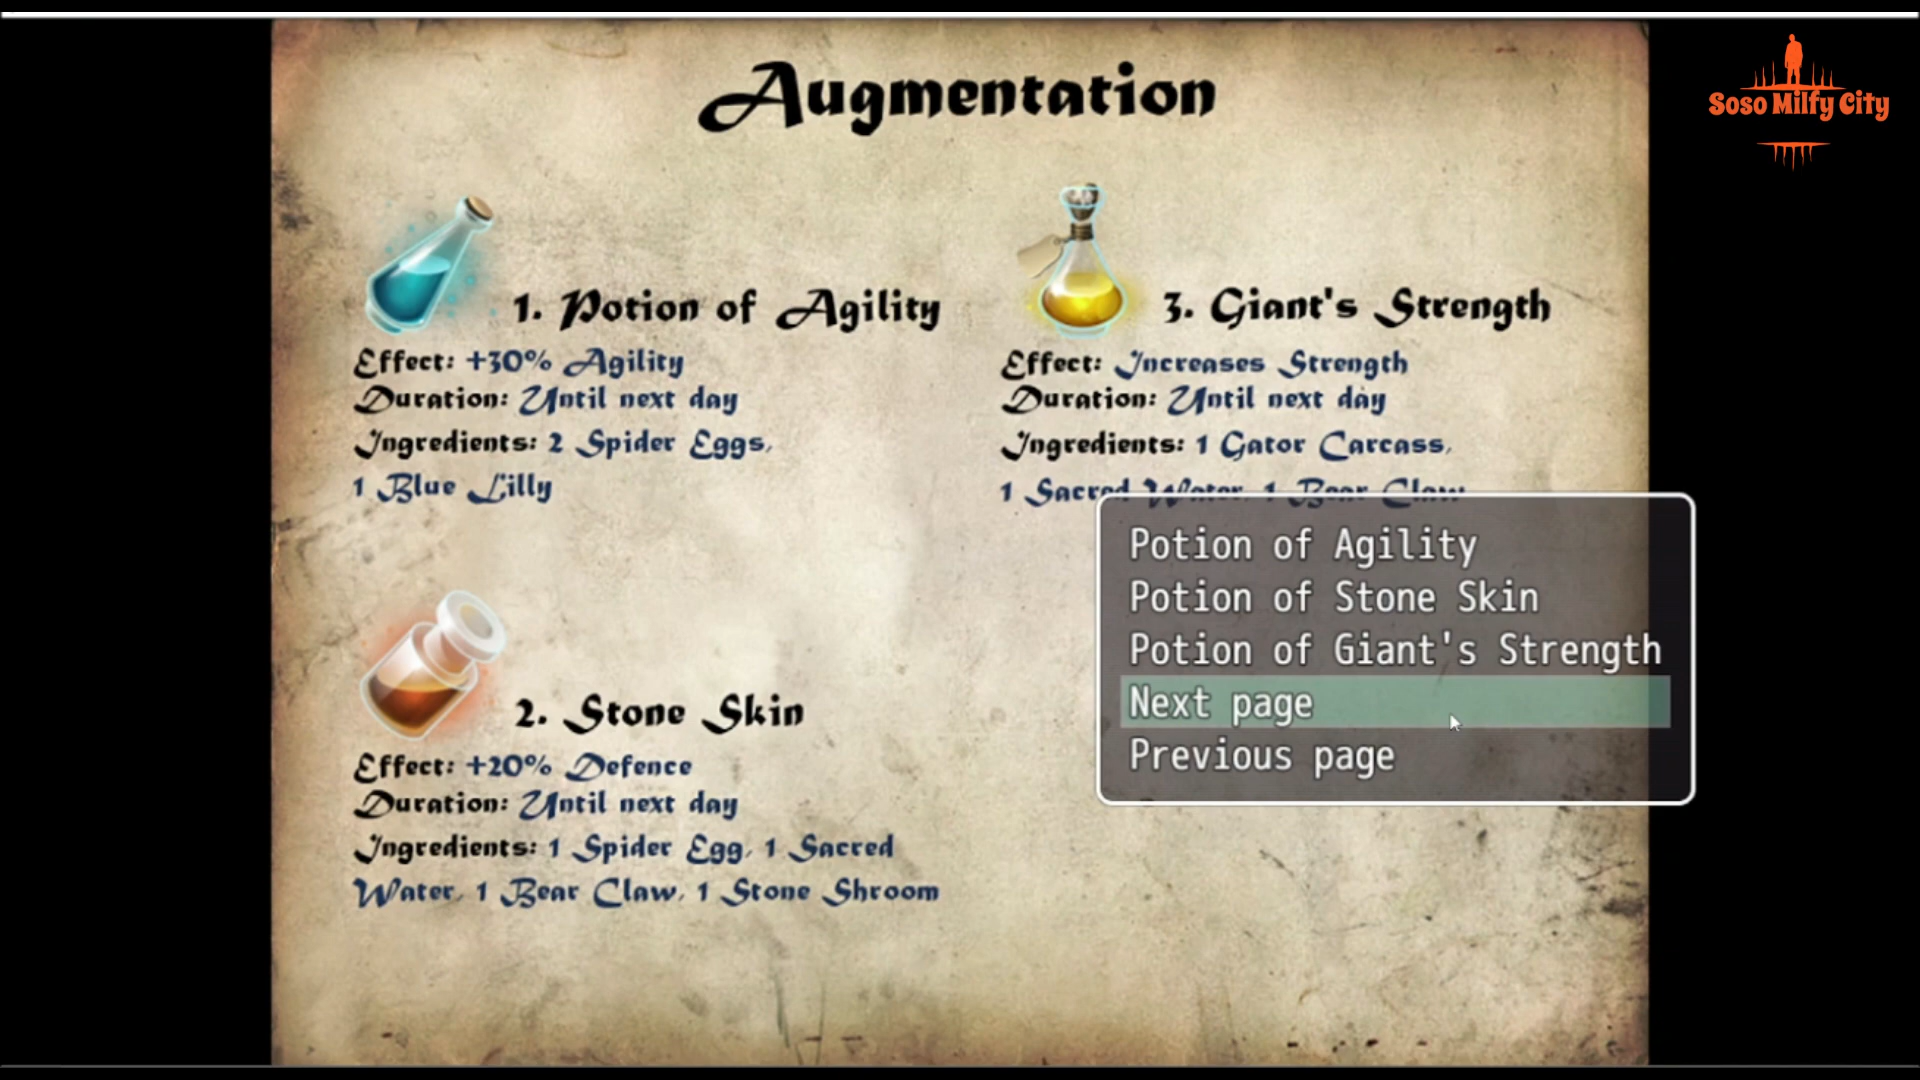 Augmentation
Soso Milfy City
1. Potion of Agility
Effect: +30% Agility
Duration: Until next day
Ingredients: 2 Spider Eggs,
1 Blue Lilly
3. Giant's Strength
Effect: Increases Strength
Duration: Until next day
Ingredients: 1 Gator Carcass,
1 Sacred Water, 1 Bear Claw
2. Stone Skin
Effect: +20% Defence
Duration: Until next day
Ingredients: 1 Spider Egg, 1 Sacred
Water, 1 Bear Claw, 1 Stone Shroom
Potion of Agility
Potion of Stone Skin
Potion of Giant's Strength
Next page
Previous page